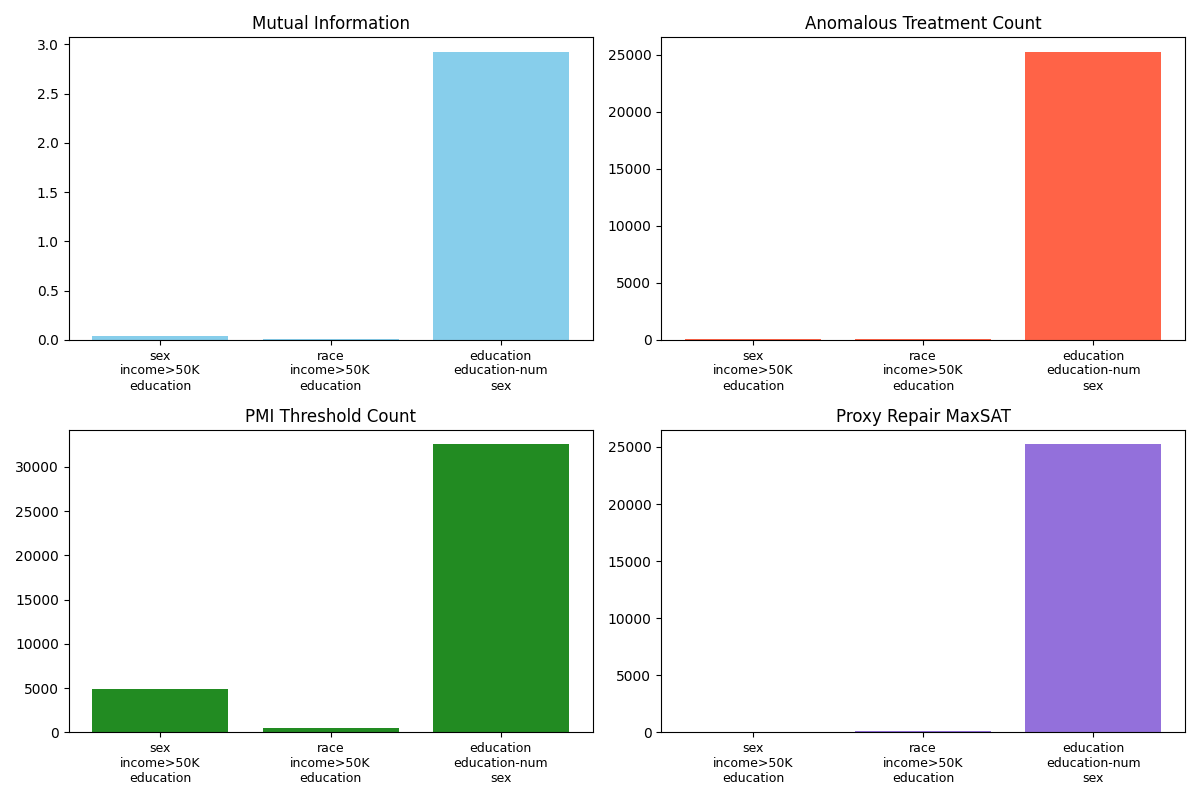 Mutual Information
3.0
2.5
2.0
1.5
1.0
0.5
0.0
sex
income>50K
education
race
income>50K
education
education
education-num
sex
Anomalous Treatment Count
25000
20000
15000
10000
5000
0
sex
income>50K
education
race
income>50K
education
education
education-num
sex
PMI Threshold Count
30000
25000
20000
15000
10000
5000
0
sex
income>50K
education
race
income>50K
education
education
education-num
sex
Proxy Repair MaxSAT
25000
20000
15000
10000
5000
0
sex
income>50K
education
race
income>50K
education
education
education-num
sex